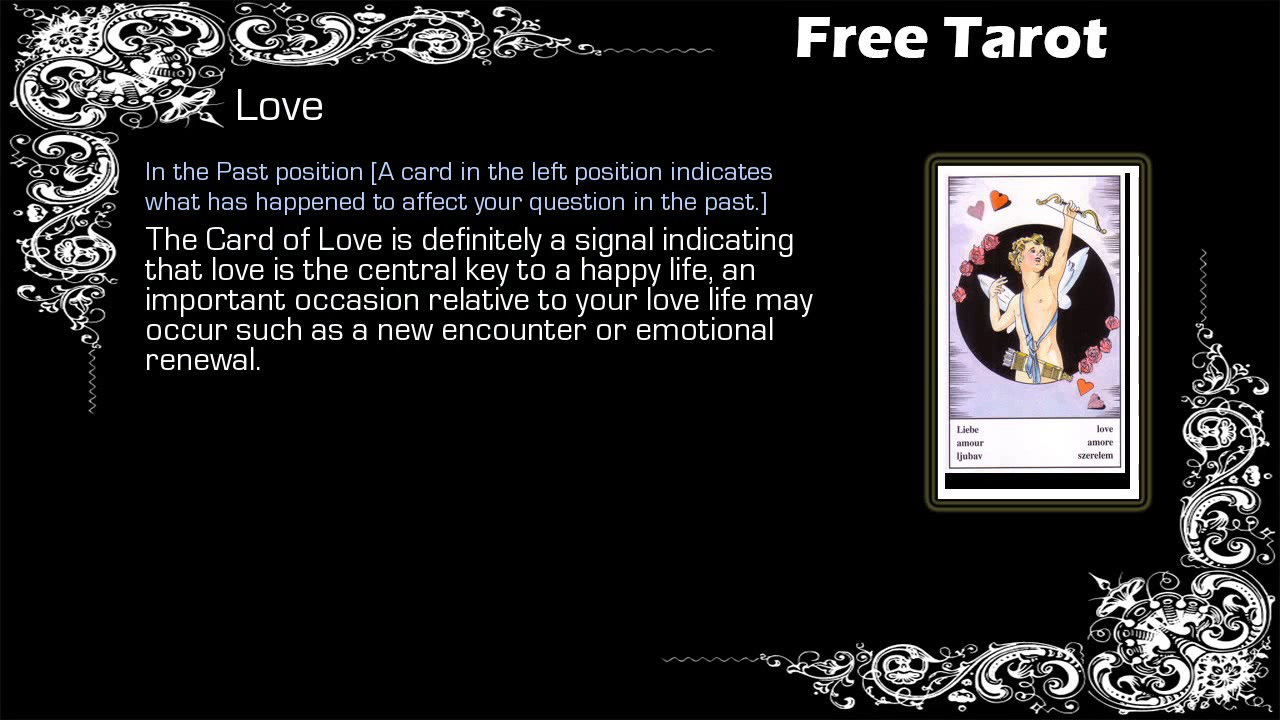 Free Tarot
Love
In the Past position [A card in the left position indicates
what has happened to affect your question in the past.]
The Card of Love is definitely a signal indicating
that love is the central key to a happy life, an
important occasion relative to your love life may
occur such as a new encounter or emotional
renewal.
Liebe love
amour amore
ljubav szerelem